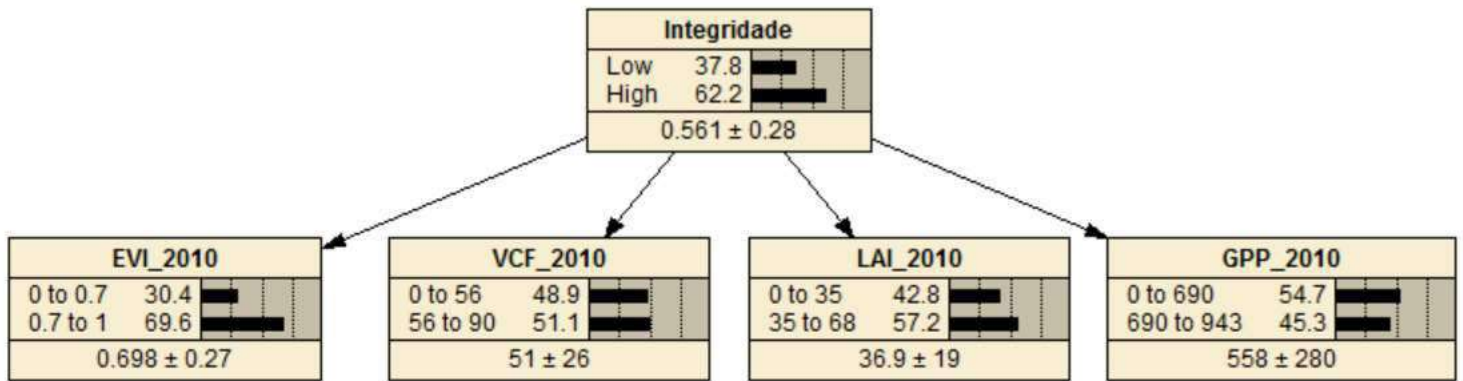 Integridade
Low 37.8
High 62.2
0.561 ± 0.28
EVI_2010
0 to 0.7 30.4
0.7 to 1 69.6
0.698 ± 0.27
VCF_2010
0 to 56 48.9
56 to 90 51.1
51 ± 26
LAI_2010
0 to 35 42.8
35 to 68 57.2
36.9 ± 19
GPP_2010
0 to 690 54.7
690 to 943 45.3
558 ± 280